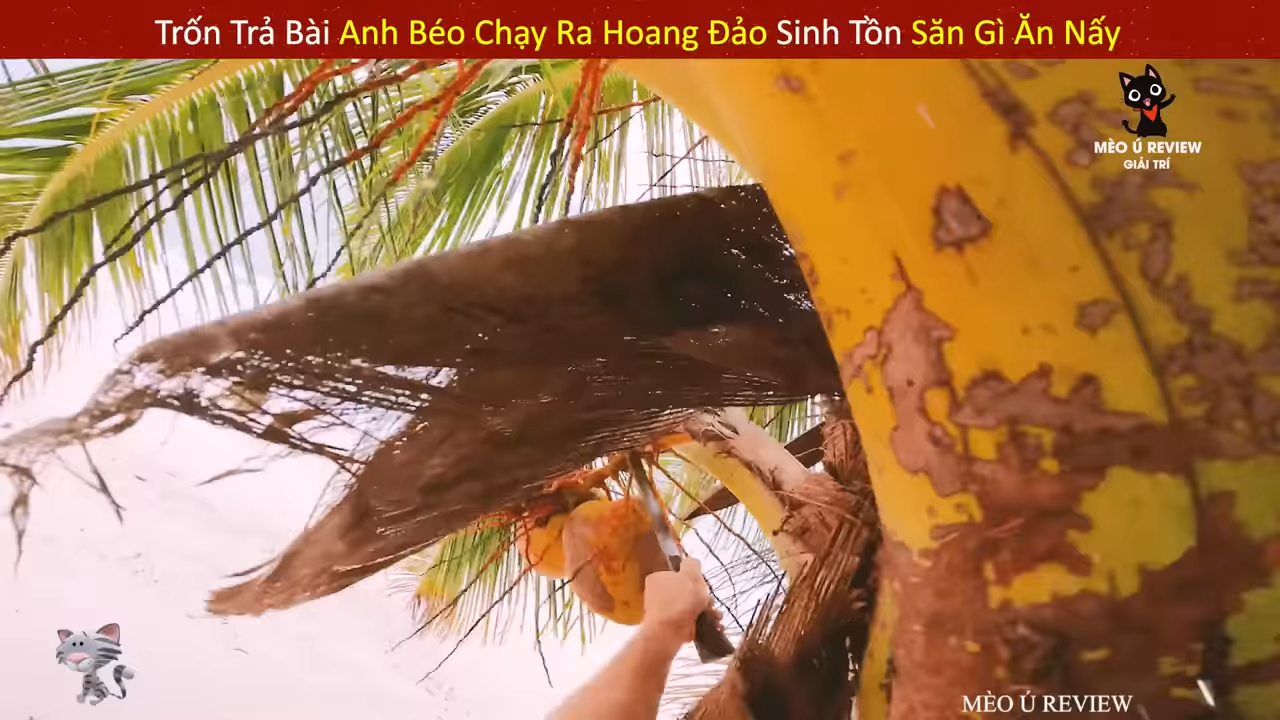 Trốn Trả Bài Anh Béo Chạy Ra Hoang Đảo Sinh Tồn Săn Gì Ăn Nấy
MÈO Ú REVIEW
GIẢI TRÍ
MÈO Ú REVIEW